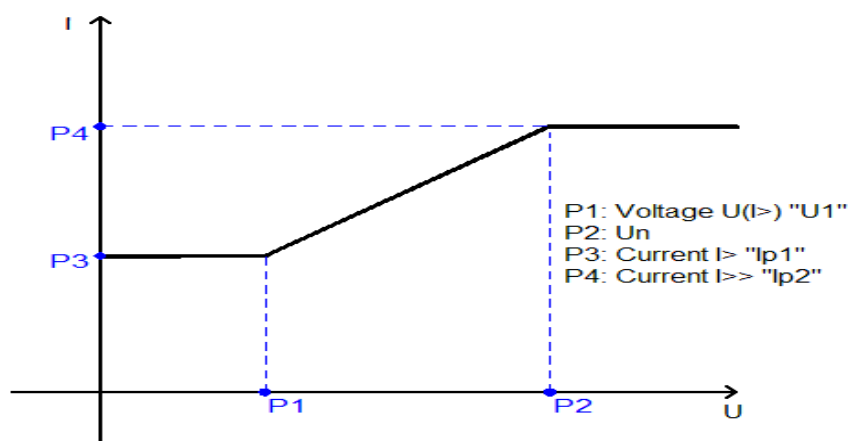 I
P4
P3
P1: Voltage U(I>) "U1"
P2: Un
P3: Current I> "Ip1"
P4: Current I>> "Ip2"
P1
P2
U